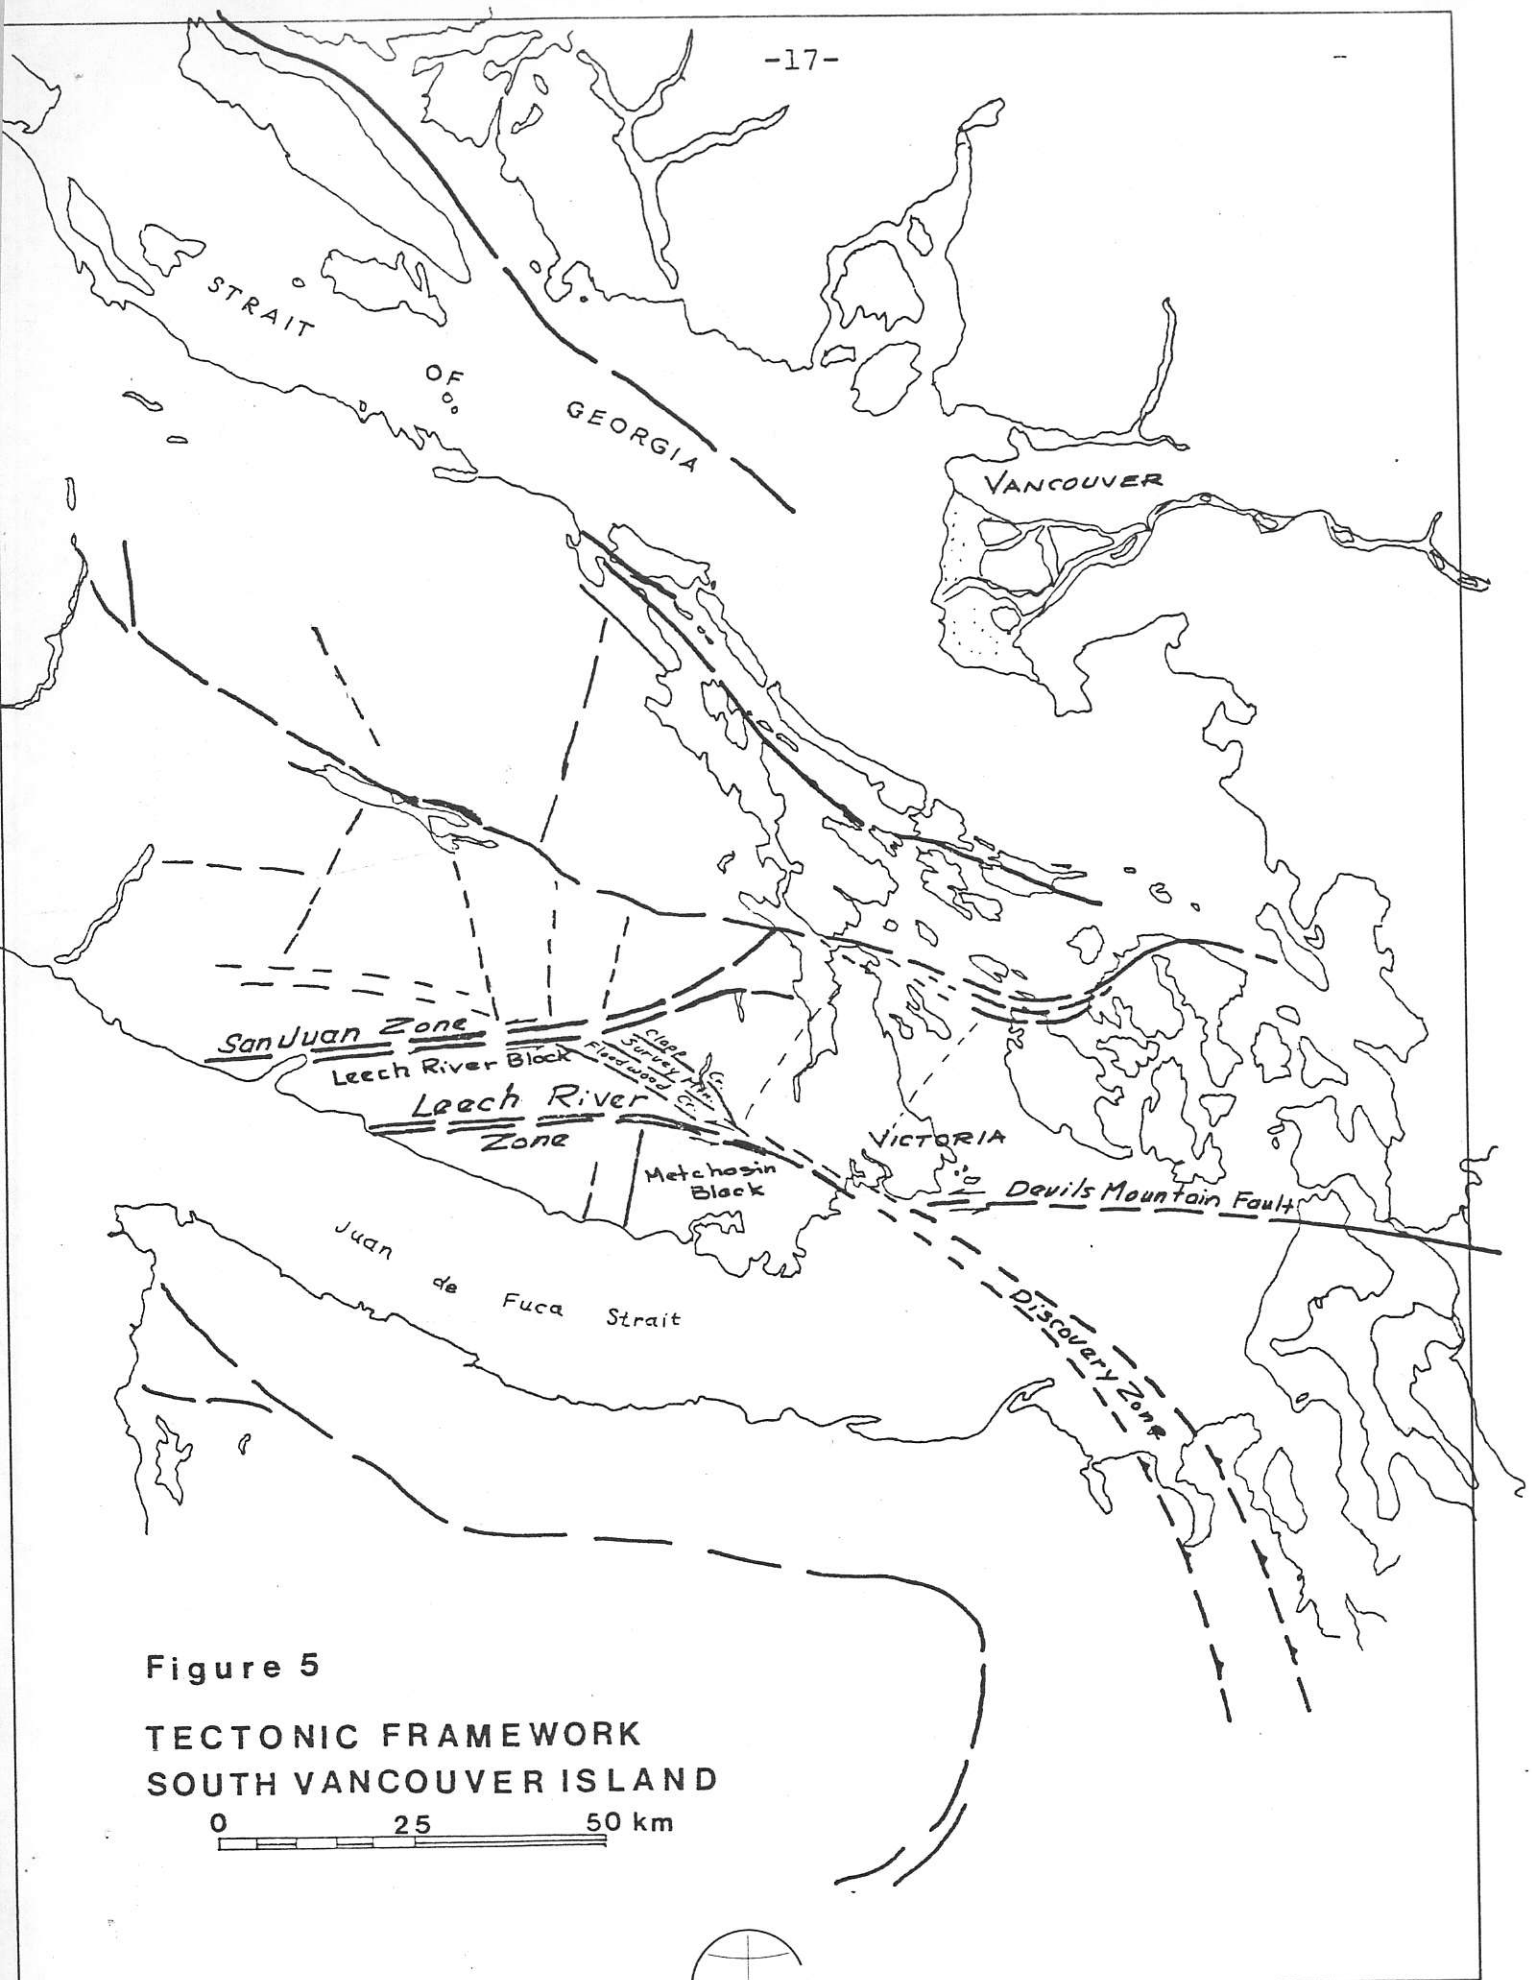 -17-
STRAIT
OF
GEORGIA
VANCOUVER
San Juan Zone
Leech River Block
Clapp Cr.
Survey Mtn.
Floodwood Cr.
Leech River
Zone
VICTORIA
Metchosin
Block
Devils Mountain Fault
Juan
de
Fuca
Strait
Discovery Zone
Figure 5
TECTONIC FRAMEWORK
SOUTH VANCOUVER ISLAND
0 25 50 km